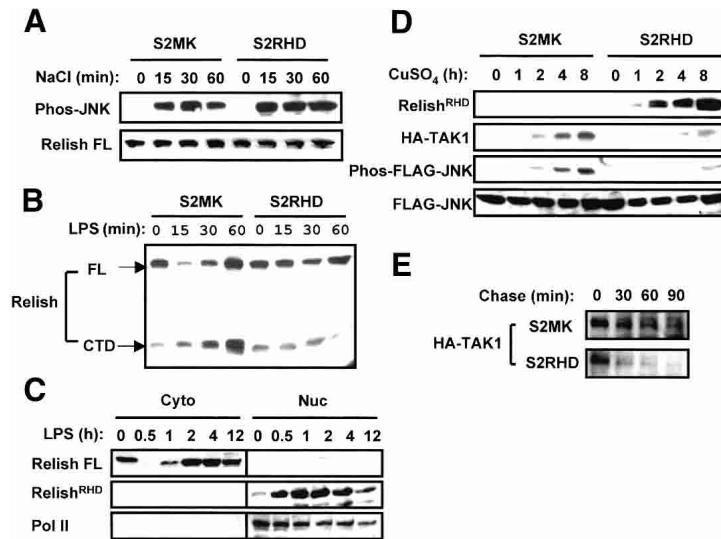 A
S2MK S2RHD
NaCl (min): 0 15 30 60 0 15 30 60
Phos-JNK
Relish FL
B
S2MK S2RHD
LPS (min): 0 15 30 60 0 15 30 60
FL
Relish
CTD
C
Cyto Nuc
LPS (h): 0 0.5 1 2 4 12 0 0.5 1 2 4 12
Relish FL
Relish^RHD
Pol II
D
S2MK S2RHD
CuSO₄ (h): 0 1 2 4 8 0 1 2 4 8
Relish^RHD
HA-TAK1
Phos-FLAG-JNK
FLAG-JNK
E
Chase (min): 0 30 60 90
S2MK
HA-TAK1
S2RHD